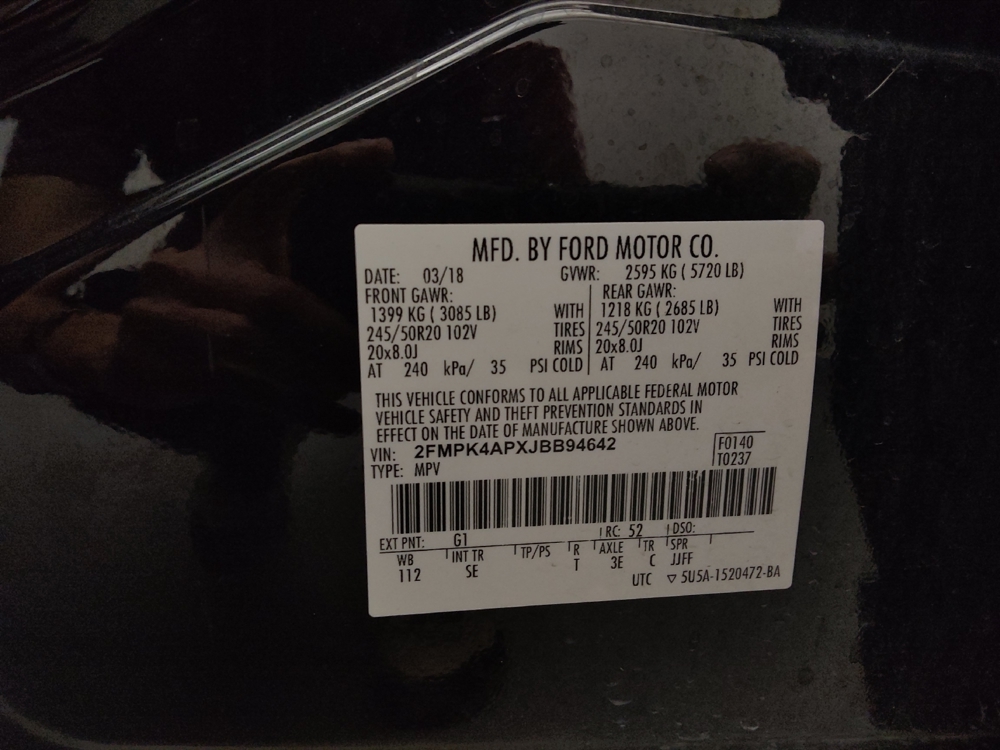 MFD. BY FORD MOTOR CO.
DATE: 03/18 GVWR: 2595 KG ( 5720 LB)
FRONT GAWR: REAR GAWR:
1399 KG ( 3085 LB) WITH 1218 KG ( 2685 LB) WITH
245/50R20 102V TIRES 245/50R20 102V TIRES
20x8.0J RIMS 20x8.0J RIMS
AT 240 kPa/ 35 PSI COLD AT 240 kPa/ 35 PSI COLD
THIS VEHICLE CONFORMS TO ALL APPLICABLE FEDERAL MOTOR
VEHICLE SAFETY AND THEFT PREVENTION STANDARDS IN
EFFECT ON THE DATE OF MANUFACTURE SHOWN ABOVE.
VIN: 2FMPK4APXJBB94642 F0140
TYPE: MPV T0237
EXT PNT: G1 RC: 52 DSO:
WB INT TR TP/PS R AXLE TR SPR
112 SE T 3E C JJFF
UTC ▽ 5U5A-1520472-BA